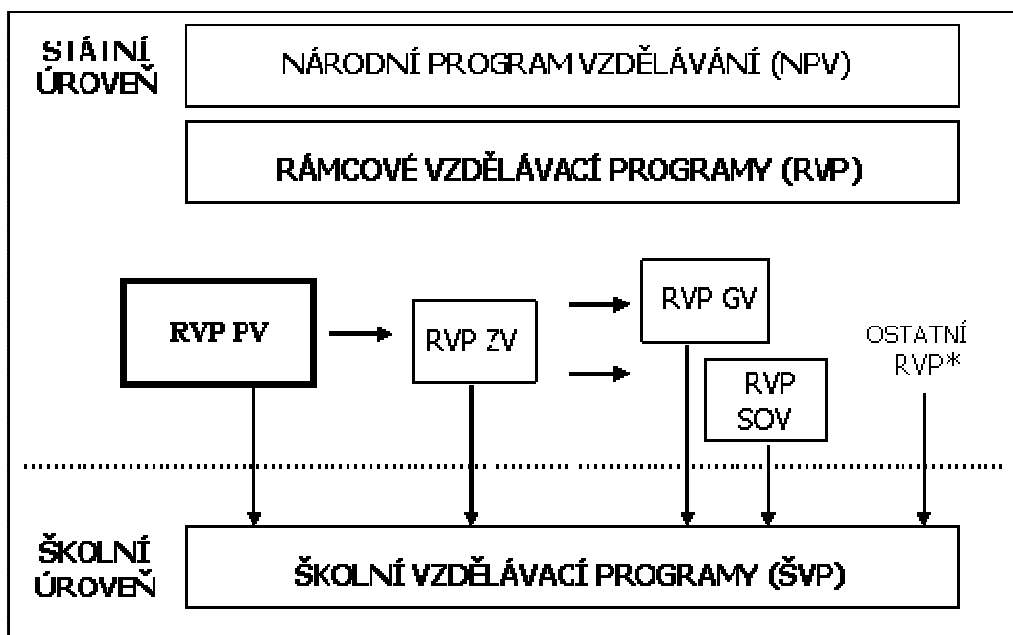 STÁTNÍ
ÚROVEŇ
NÁRODNÍ PROGRAM VZDĚLÁVÁNÍ (NPV)
RÁMCOVÉ VZDĚLÁVACÍ PROGRAMY (RVP)
RVP PV
RVP ZV
RVP GV
RVP
SOV
OSTATNÍ
RVP*
ŠKOLNÍ
ÚROVEŇ
ŠKOLNÍ VZDĚLÁVACÍ PROGRAMY (ŠVP)